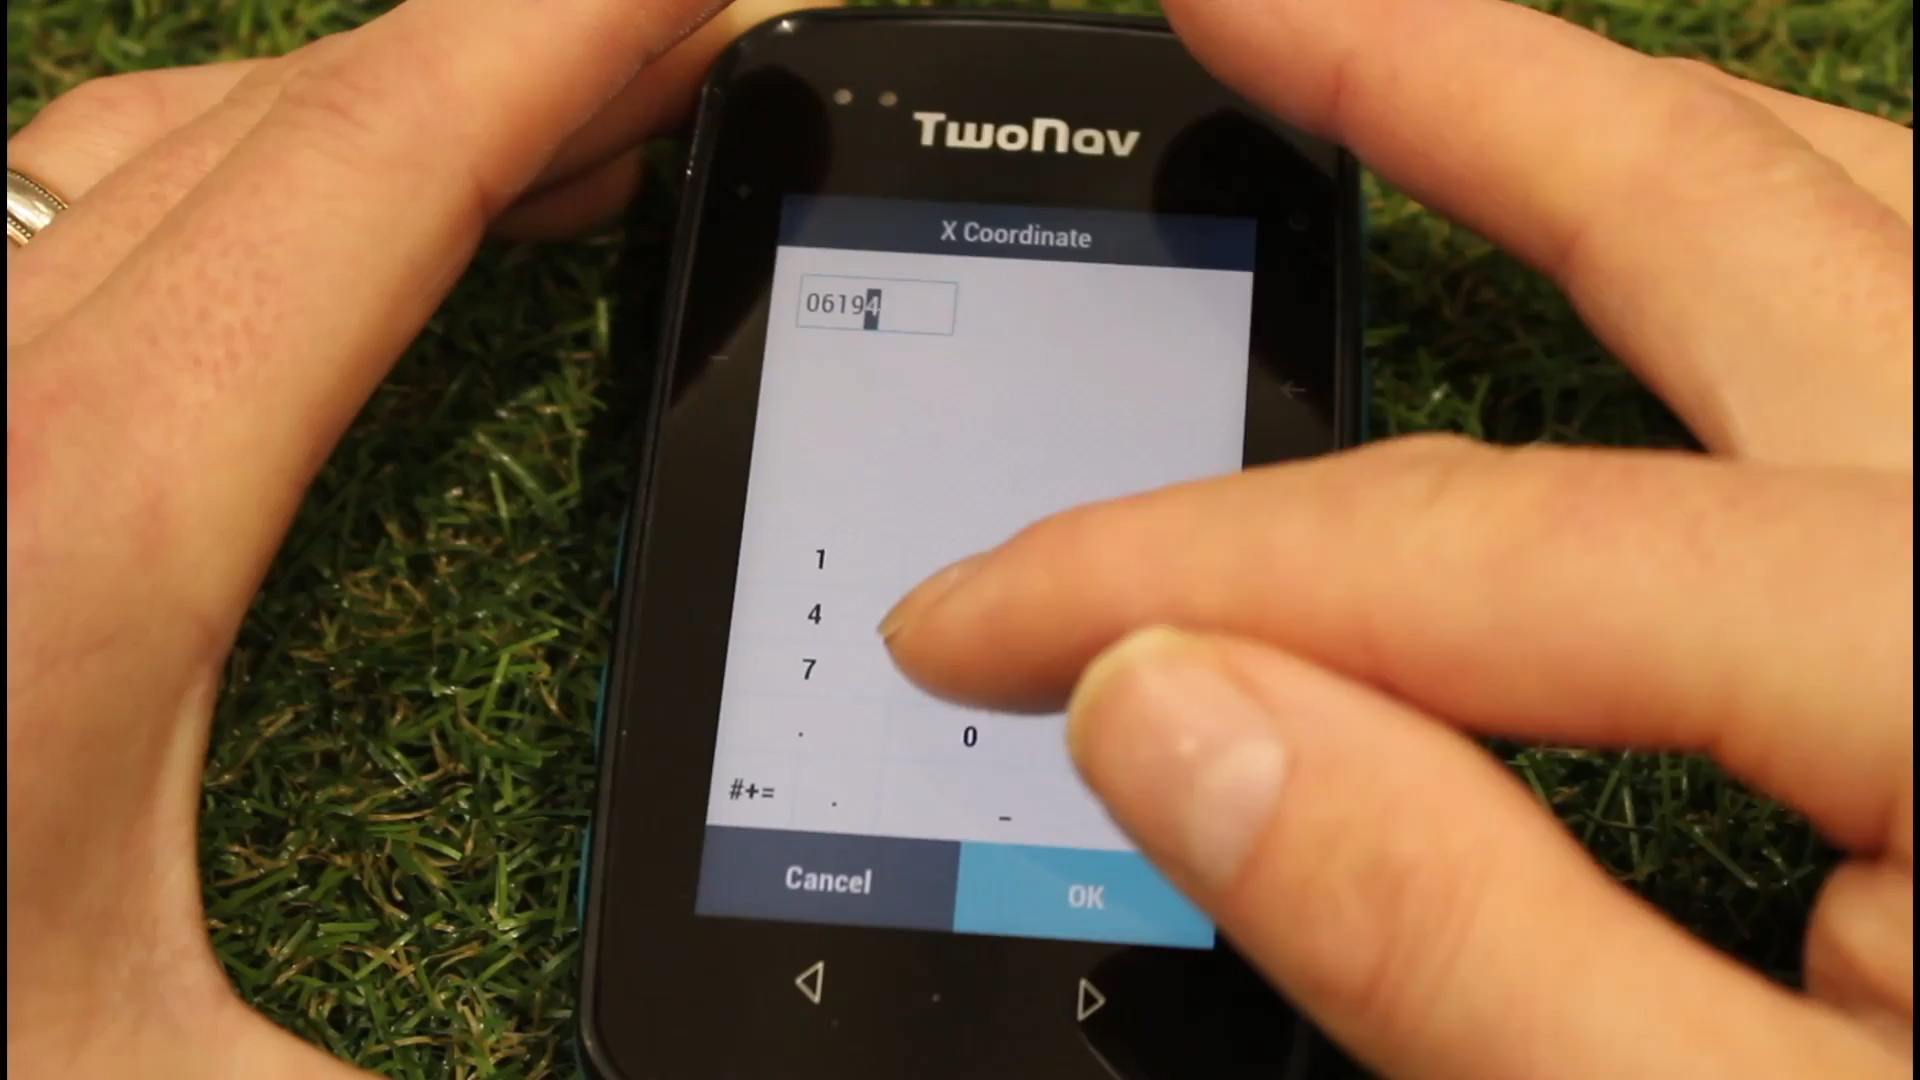 TwoNav
X Coordinate
06194
1
4
7
. 0
#+= . -
Cancel OK